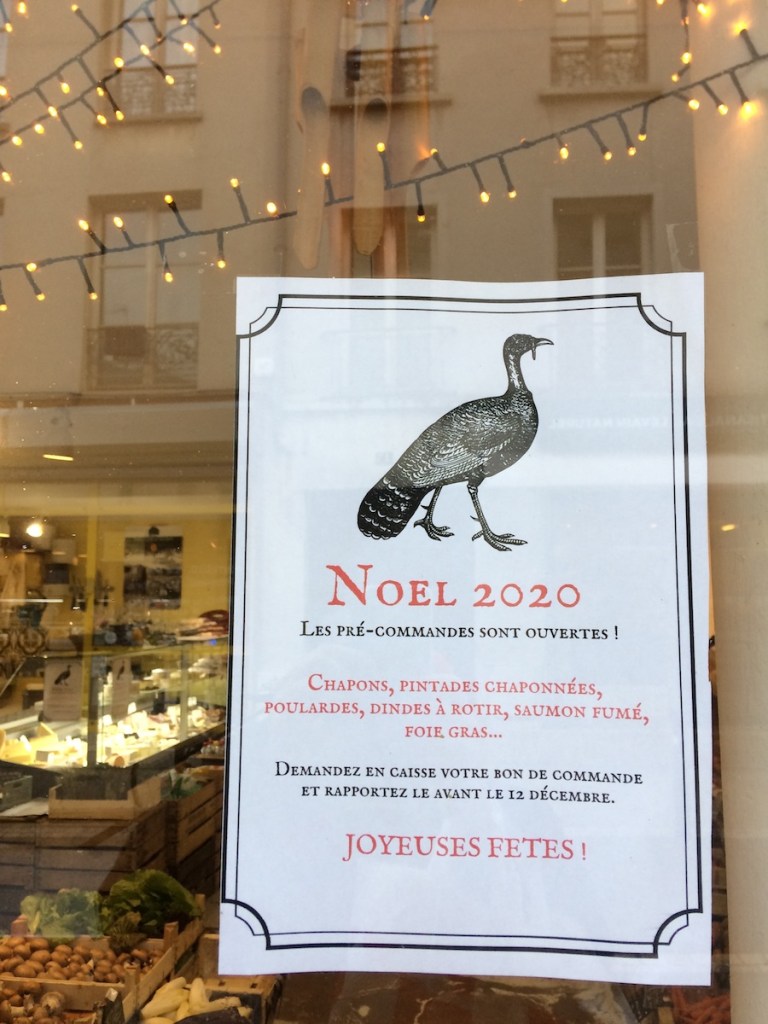 Noel 2020
Les pré-commandes sont ouvertes !
Chapons, pintades chaponnées,
poulardes, dindes à rotir, saumon fumé,
foie gras...
Demandez en caisse votre bon de commande
et rapportez le avant le 12 décembre.
JOYEUSES FETES !